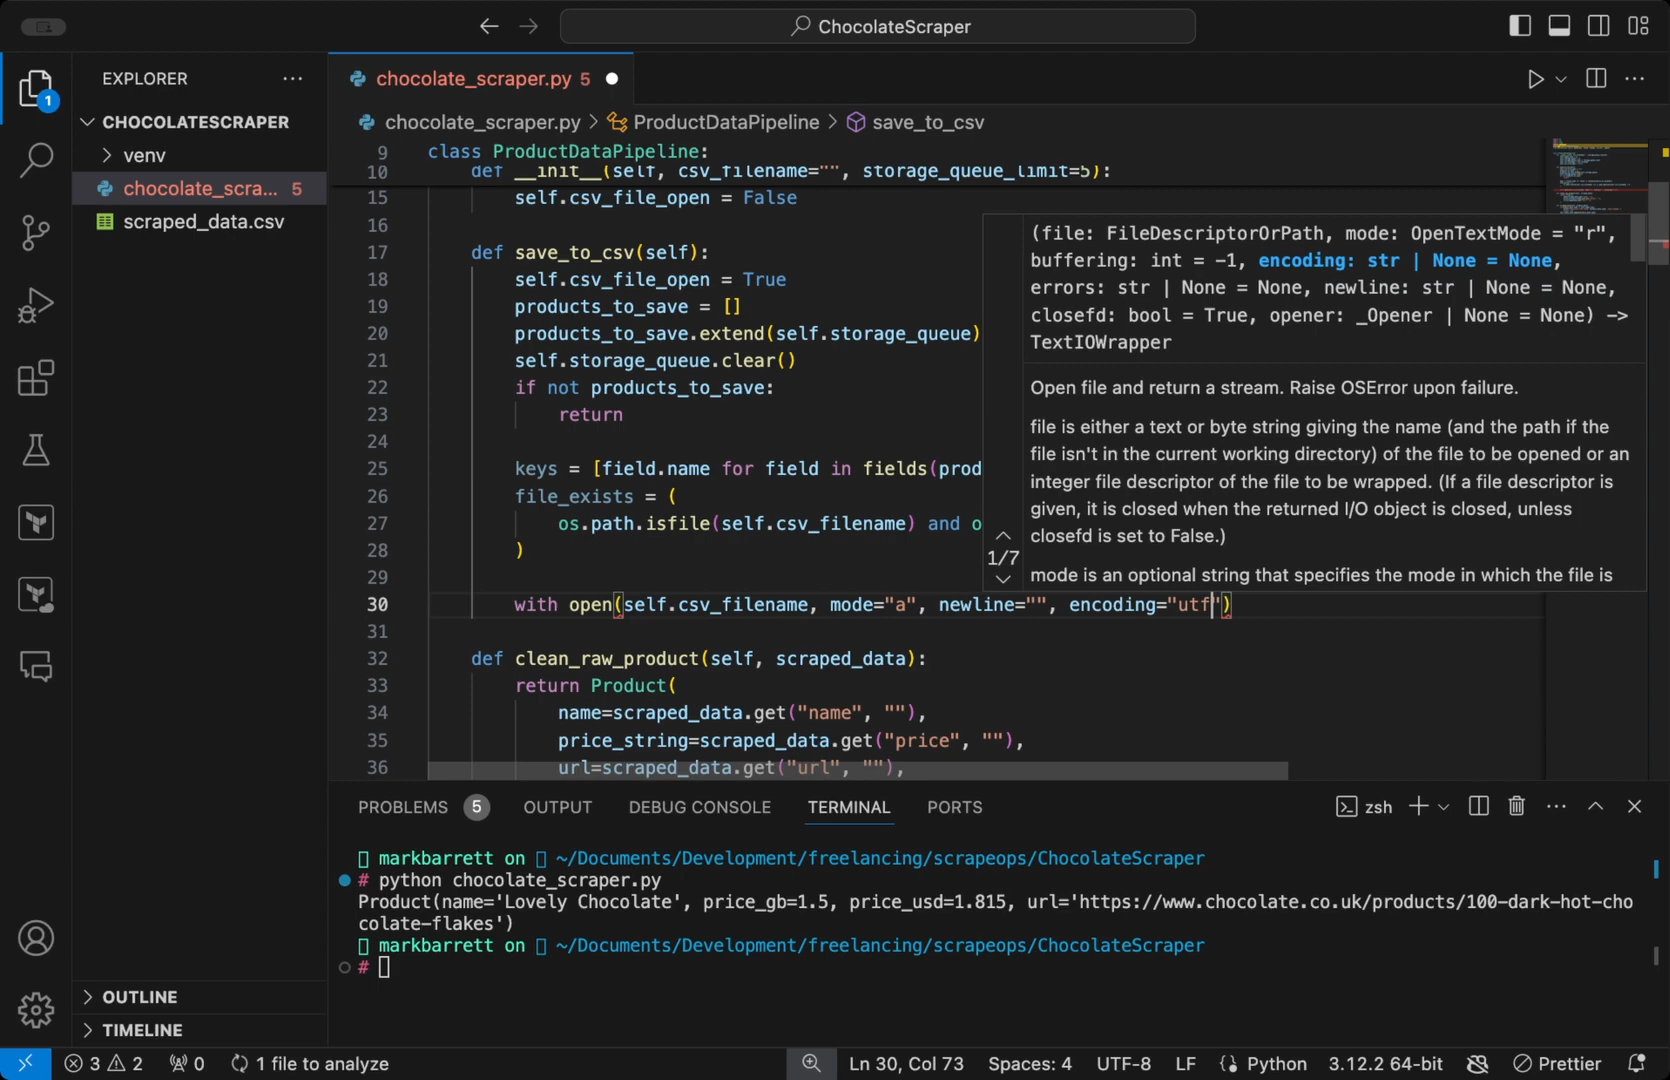 ChocolateScraper
EXPLORER
1
CHOCOLATESCRAPER
venv
chocolate_scra... 5
scraped_data.csv
OUTLINE
TIMELINE
chocolate_scraper.py 5
chocolate_scraper.py > ProductDataPipeline > save_to_csv
9 class ProductDataPipeline:
10 def __init__(self, csv_filename="", storage_queue_limit=5):
15 self.csv_file_open = False
16
17 def save_to_csv(self):
18 self.csv_file_open = True
19 products_to_save = []
20 products_to_save.extend(self.storage_queue)
21 self.storage_queue.clear()
22 if not products_to_save:
23 return
24
25 keys = [field.name for field in fields(prod
26 file_exists = (
27 os.path.isfile(self.csv_filename) and o
28 )
29
30 with open(self.csv_filename, mode="a", newline="", encoding="utf")
31
32 def clean_raw_product(self, scraped_data):
33 return Product(
34 name=scraped_data.get("name", ""),
35 price_string=scraped_data.get("price", ""),
36 url=scraped_data.get("url", ""),
(file: FileDescriptorOrPath, mode: OpenTextMode = "r",
buffering: int = -1, encoding: str | None = None,
errors: str | None = None, newline: str | None = None,
closefd: bool = True, opener: _Opener | None = None) ->
TextIOWrapper
Open file and return a stream. Raise OSError upon failure.
file is either a text or byte string giving the name (and the path if the
file isn't in the current working directory) of the file to be opened or an
integer file descriptor of the file to be wrapped. (If a file descriptor is
given, it is closed when the returned I/O object is closed, unless
closefd is set to False.)
mode is an optional string that specifies the mode in which the file is
1/7
PROBLEMS 5 OUTPUT DEBUG CONSOLE TERMINAL PORTS
zsh
markbarrett on ~/Documents/Development/freelancing/scrapeops/ChocolateScraper
# python chocolate_scraper.py
Product(name='Lovely Chocolate', price_gb=1.5, price_usd=1.815, url='https://www.chocolate.co.uk/products/100-dark-hot-cho
colate-flakes')
markbarrett on ~/Documents/Development/freelancing/scrapeops/ChocolateScraper
#
3 2 0 1 file to analyze Ln 30, Col 73 Spaces: 4 UTF-8 LF Python 3.12.2 64-bit Prettier